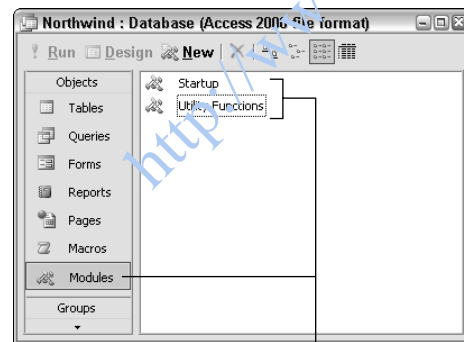 Northwind : Database (Access 2000 file format)
Run Design New
Objects
Tables
Queries
Forms
Reports
Pages
Macros
Modules
Groups
Startup
Utility Functions
http://w